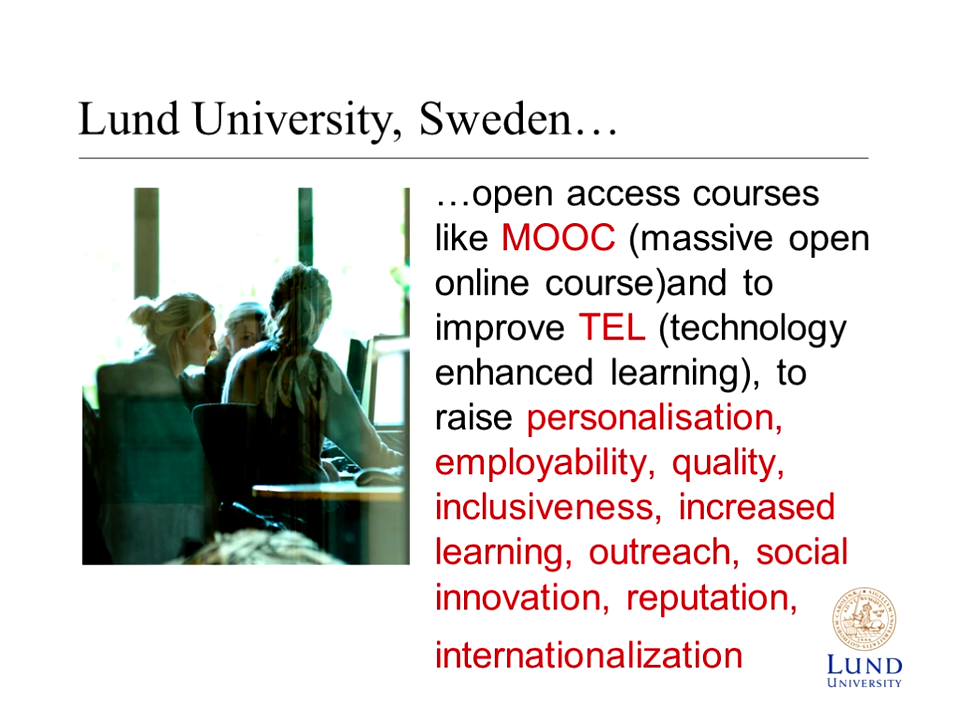 Lund University, Sweden…
…open access courses
like MOOC (massive open
online course)and to
improve TEL (technology
enhanced learning), to
raise personalisation,
employability, quality,
inclusiveness, increased
learning, outreach, social
innovation, reputation,
internationalization
LUND
UNIVERSITY